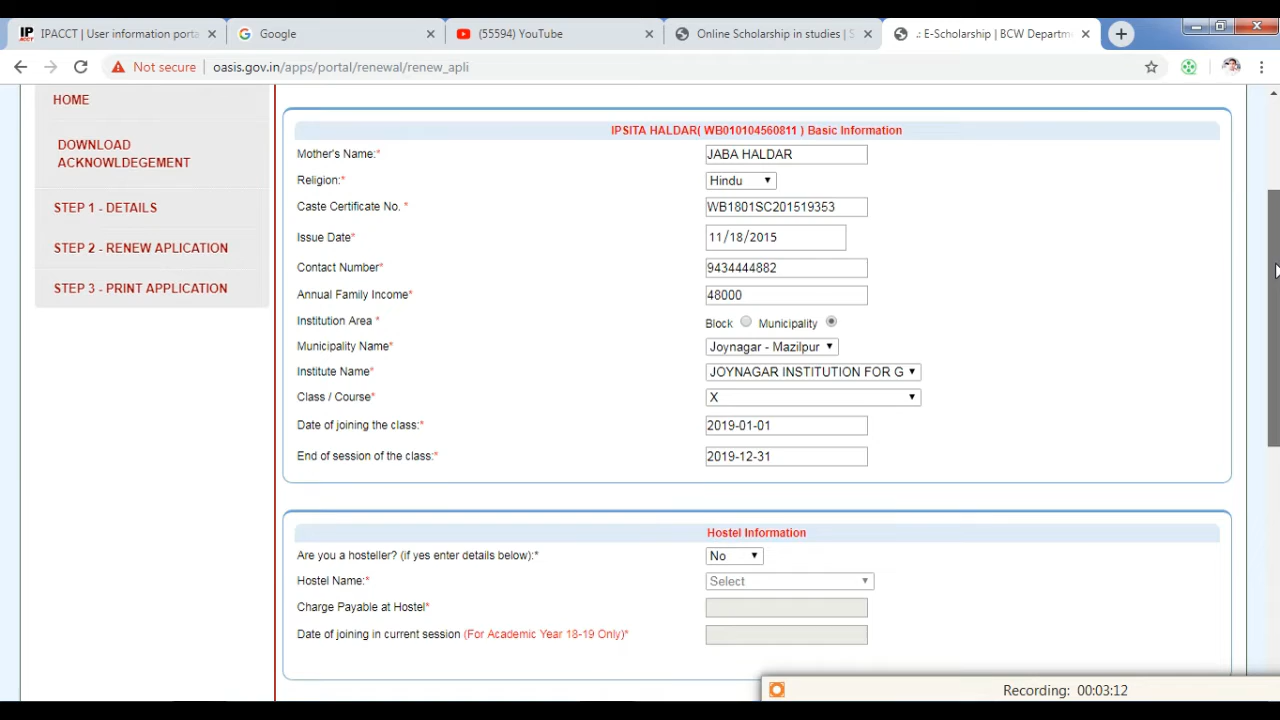 IPACCT | User information porta
Google
(55794) YouTube
Online Scholarship in studies | S
.: E-Scholarship | BCW Departm
Not secure
oasis.gov.in/apps/portal/renewal/renew_apli
HOME
DOWNLOAD
ACKNOWLDEGEMENT
STEP 1 - DETAILS
STEP 2 - RENEW APLICATION
STEP 3 - PRINT APPLICATION
IPSITA HALDAR( WB010104560811 ) Basic Information
Mother's Name:* JABA HALDAR
Religion:* Hindu
Caste Certificate No. * WB1801SC201519353
Issue Date* 11/18/2015
Contact Number* 9434444882
Annual Family Income* 48000
Institution Area * Block Municipality
Municipality Name* Joynagar - Mazilpur
Institute Name* JOYNAGAR INSTITUTION FOR G
Class / Course* X
Date of joining the class:* 2019-01-01
End of session of the class:* 2019-12-31
Hostel Information
Are you a hosteller? (if yes enter details below):* No
Hostel Name:* Select
Charge Payable at Hostel*
Date of joining in current session (For Academic Year 18-19 Only)*
Recording: 00:03:12